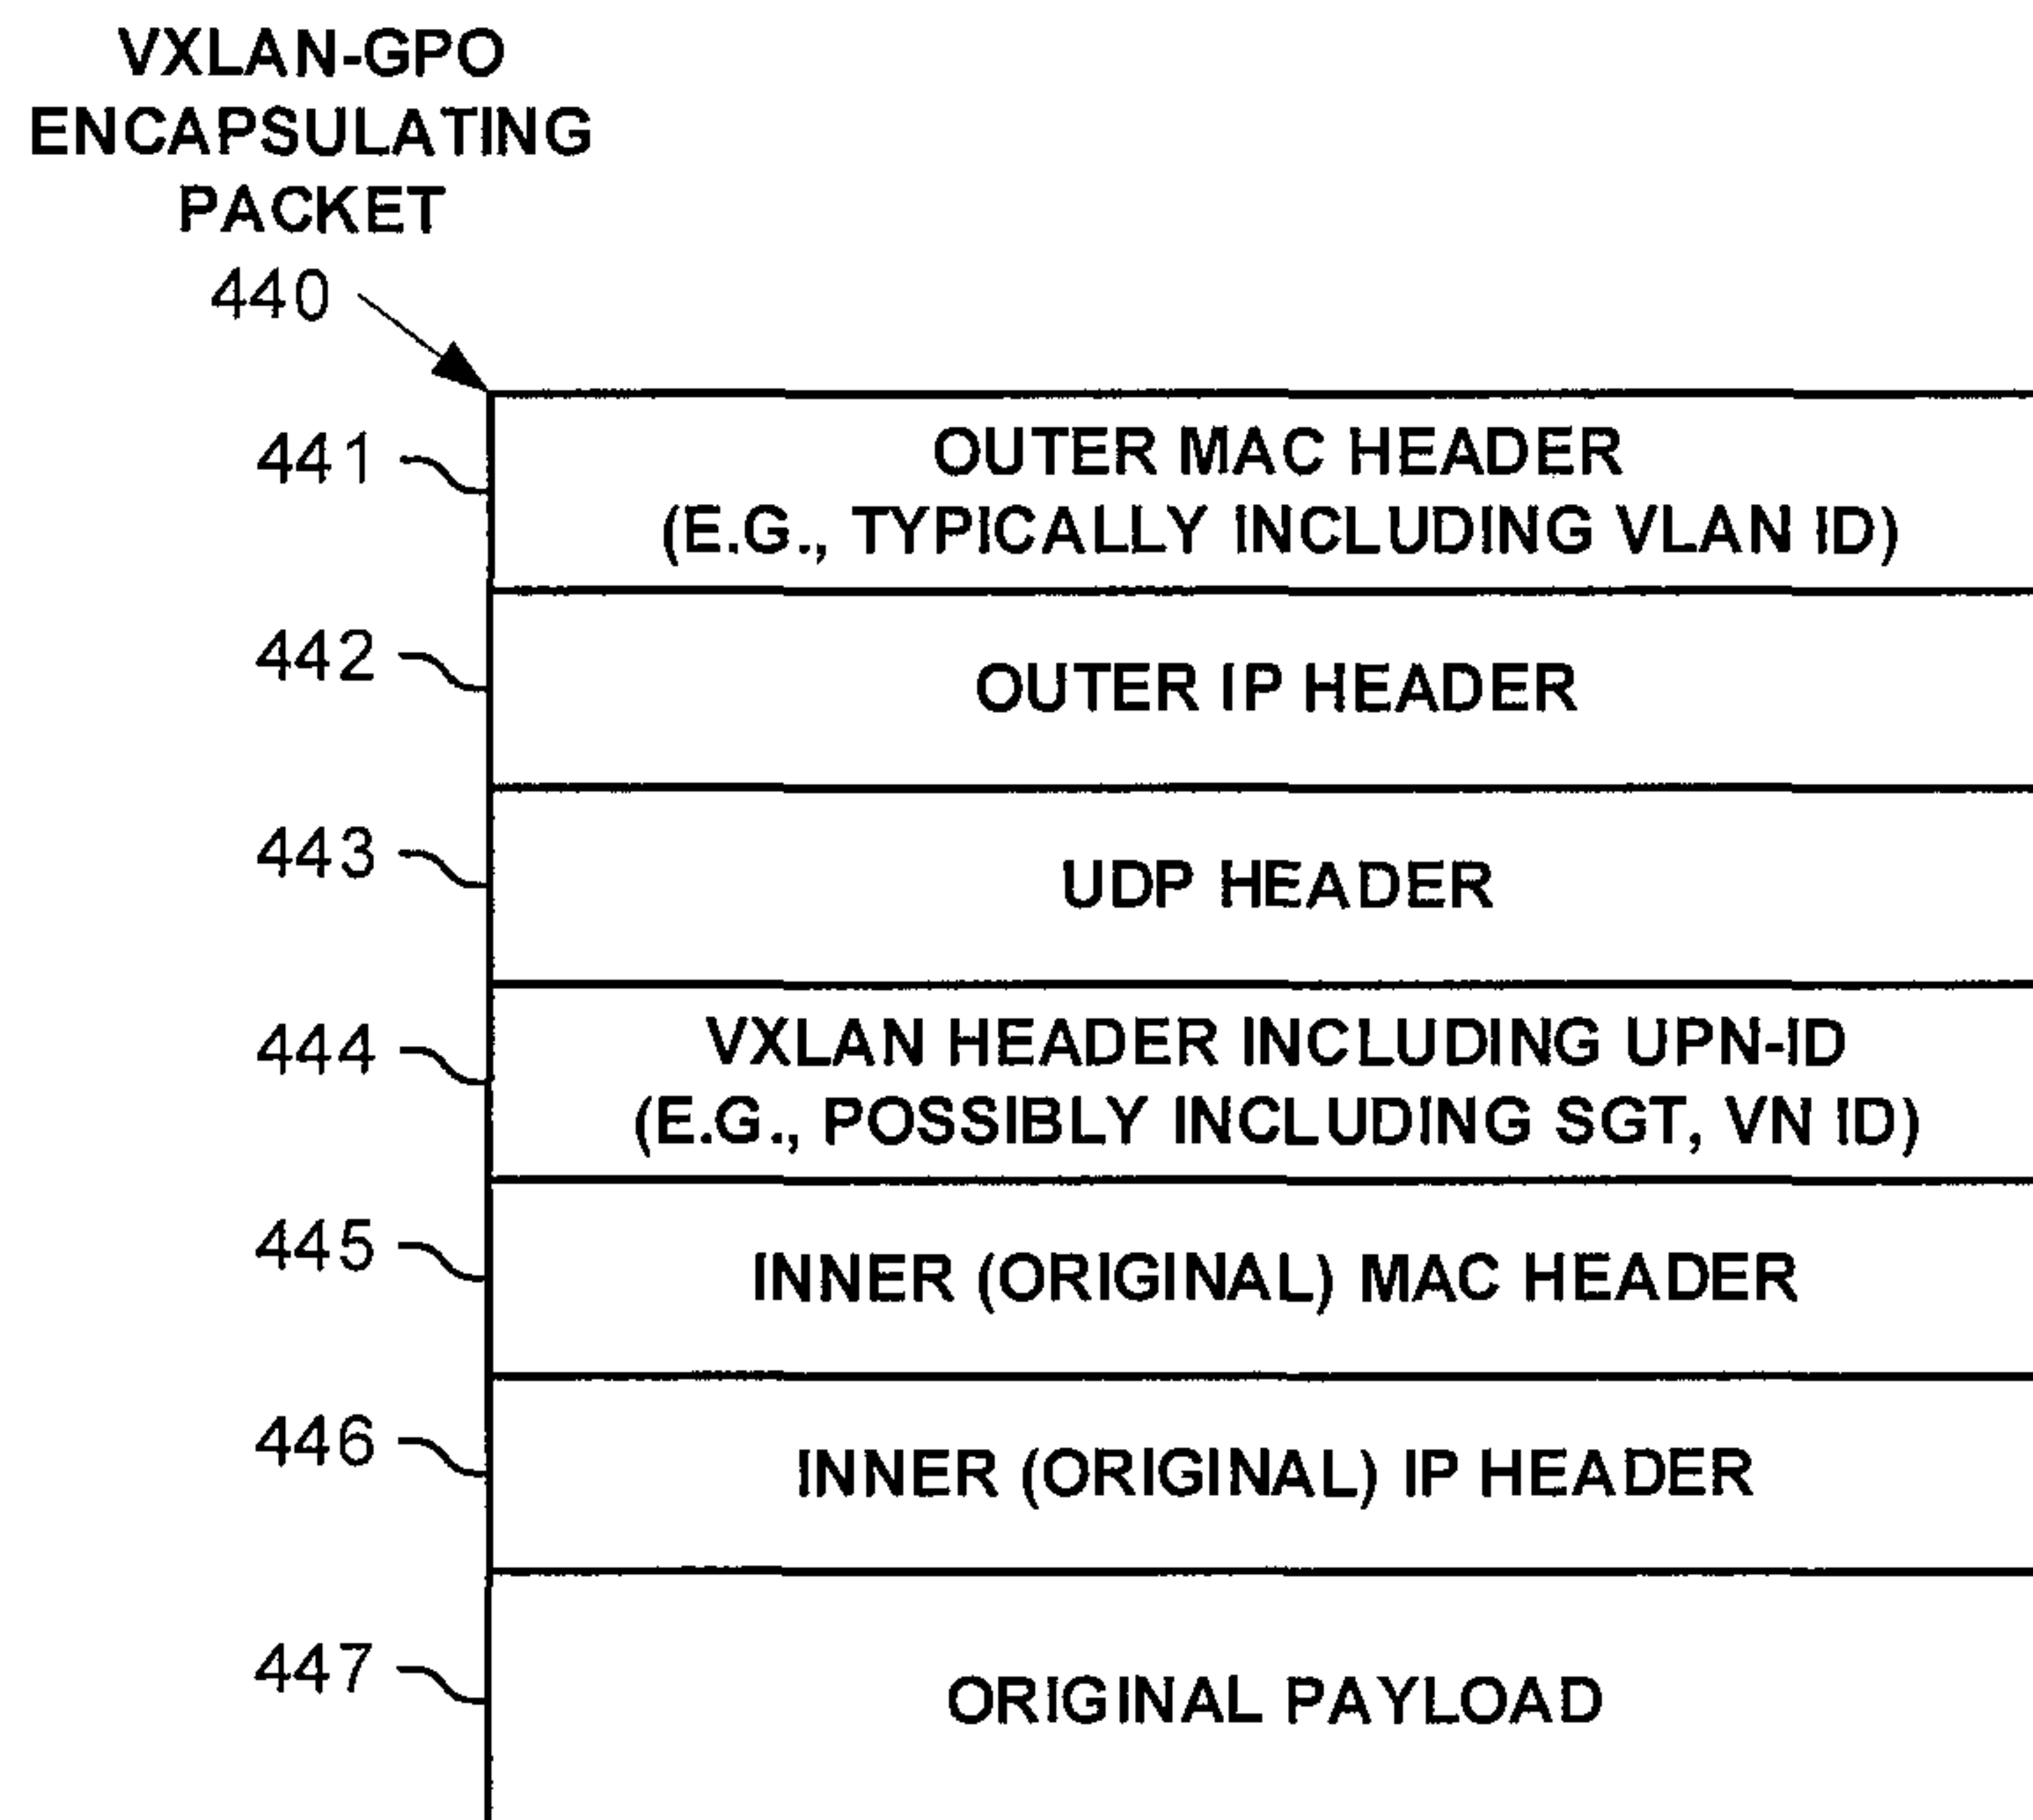 VXLAN-GPO
ENCAPSULATING
PACKET
440
441
OUTER MAC HEADER
(E.G., TYPICALLY INCLUDING VLAN ID)
442
OUTER IP HEADER
443
UDP HEADER
444
VXLAN HEADER INCLUDING UPN-ID
(E.G., POSSIBLY INCLUDING SGT, VN ID)
445
INNER (ORIGINAL) MAC HEADER
446
INNER (ORIGINAL) IP HEADER
447
ORIGINAL PAYLOAD